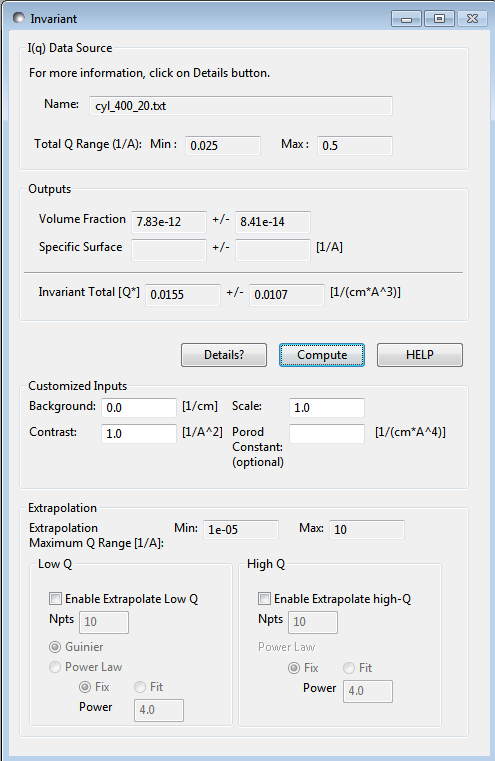 Invariant
I(q) Data Source
For more information, click on Details button.
Name: cyl_400_20.txt
Total Q Range (1/A): Min : 0.025 Max : 0.5
Outputs
Volume Fraction 7.83e-12 +/- 8.41e-14
Specific Surface +/- [1/A]
Invariant Total [Q*] 0.0155 +/- 0.0107 [1/(cm*A^3)]
Details? Compute HELP
Customized Inputs
Background: 0.0 [1/cm] Scale: 1.0
Contrast: 1.0 [1/A^2] Porod [1/(cm*A^4)]
Constant:
(optional)
Extrapolation
Extrapolation Min: 1e-05 Max: 10
Maximum Q Range [1/A]:
Low Q
Enable Extrapolate Low Q
Npts 10
Guinier
Power Law
Fix Fit
Power 4.0
High Q
Enable Extrapolate high-Q
Npts 10
Power Law
Fix Fit
Power 4.0